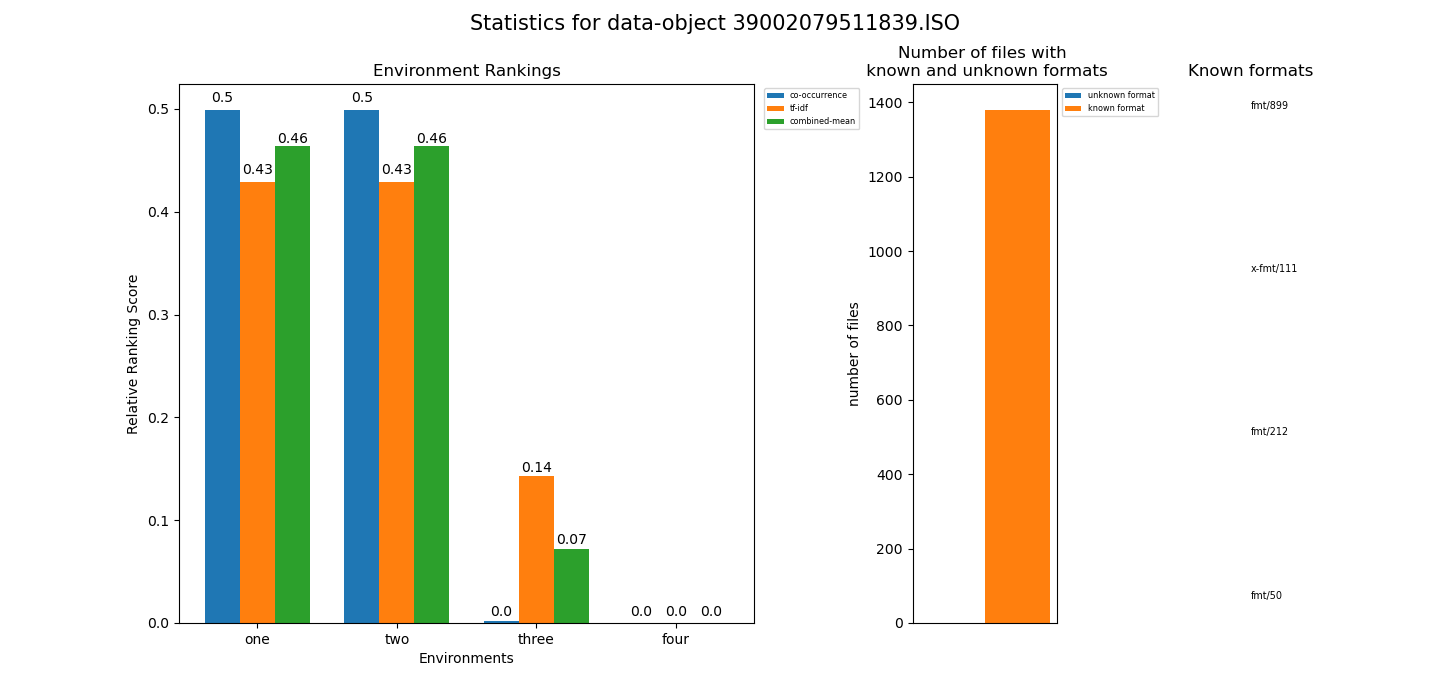 Statistics for data-object 39002079511839.ISO
Environment Rankings
Relative Ranking Score
0.5
0.4
0.3
0.2
0.1
0.0
0.5
0.43
0.46
0.5
0.43
0.46
0.0
0.14
0.07
0.0
0.0
0.0
one
two
three
four
Environments
co-occurrence
tf-idf
combined-mean
Number of files with
known and unknown formats
number of files
1400
1200
1000
800
600
400
200
0
unknown format
known format
Known formats
fmt/899
x-fmt/111
fmt/212
fmt/50